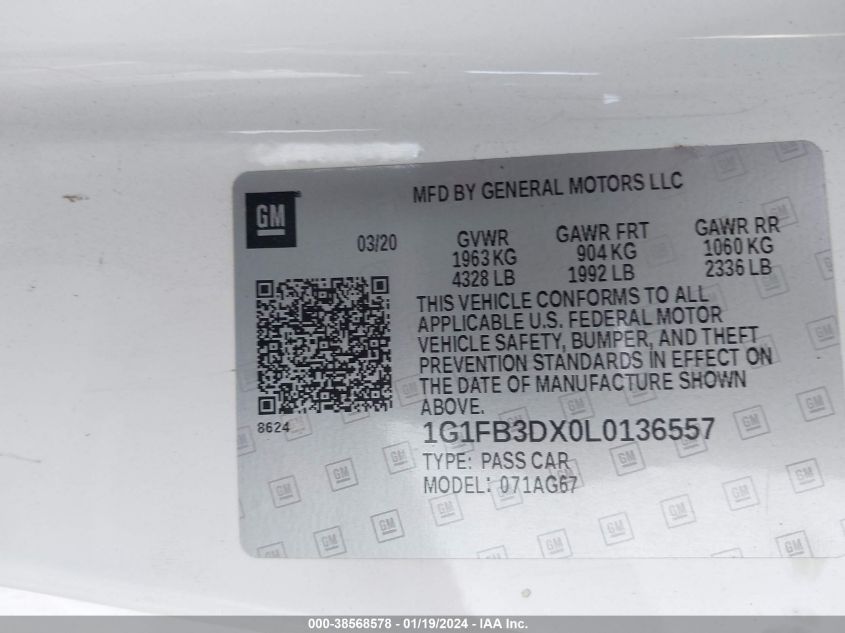 MFD BY GENERAL MOTORS LLC
GM
03/20
GVWR GAWR FRT GAWR RR
1963 KG 904 KG 1060 KG
4328 LB 1992 LB 2336 LB
THIS VEHICLE CONFORMS TO ALL
APPLICABLE U.S. FEDERAL MOTOR
VEHICLE SAFETY, BUMPER, AND THEFT
PREVENTION STANDARDS IN EFFECT ON
THE DATE OF MANUFACTURE SHOWN
ABOVE.
8624
1G1FB3DX0L0136557
TYPE: PASS CAR
MODEL: 071AG67
000-38568578 - 01/19/2024 - IAA Inc.